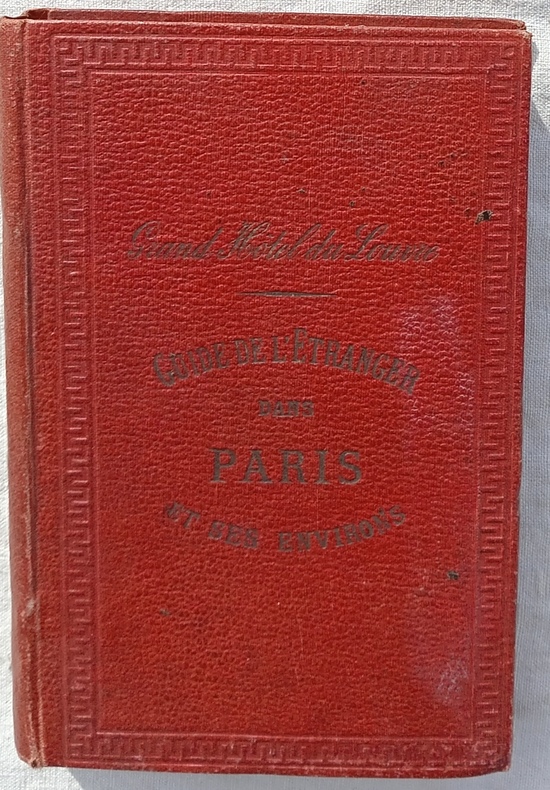 Grand Hôtel du Louvre
GUIDE DE L'ÉTRANGER
DANS
PARIS
ET SES ENVIRONS